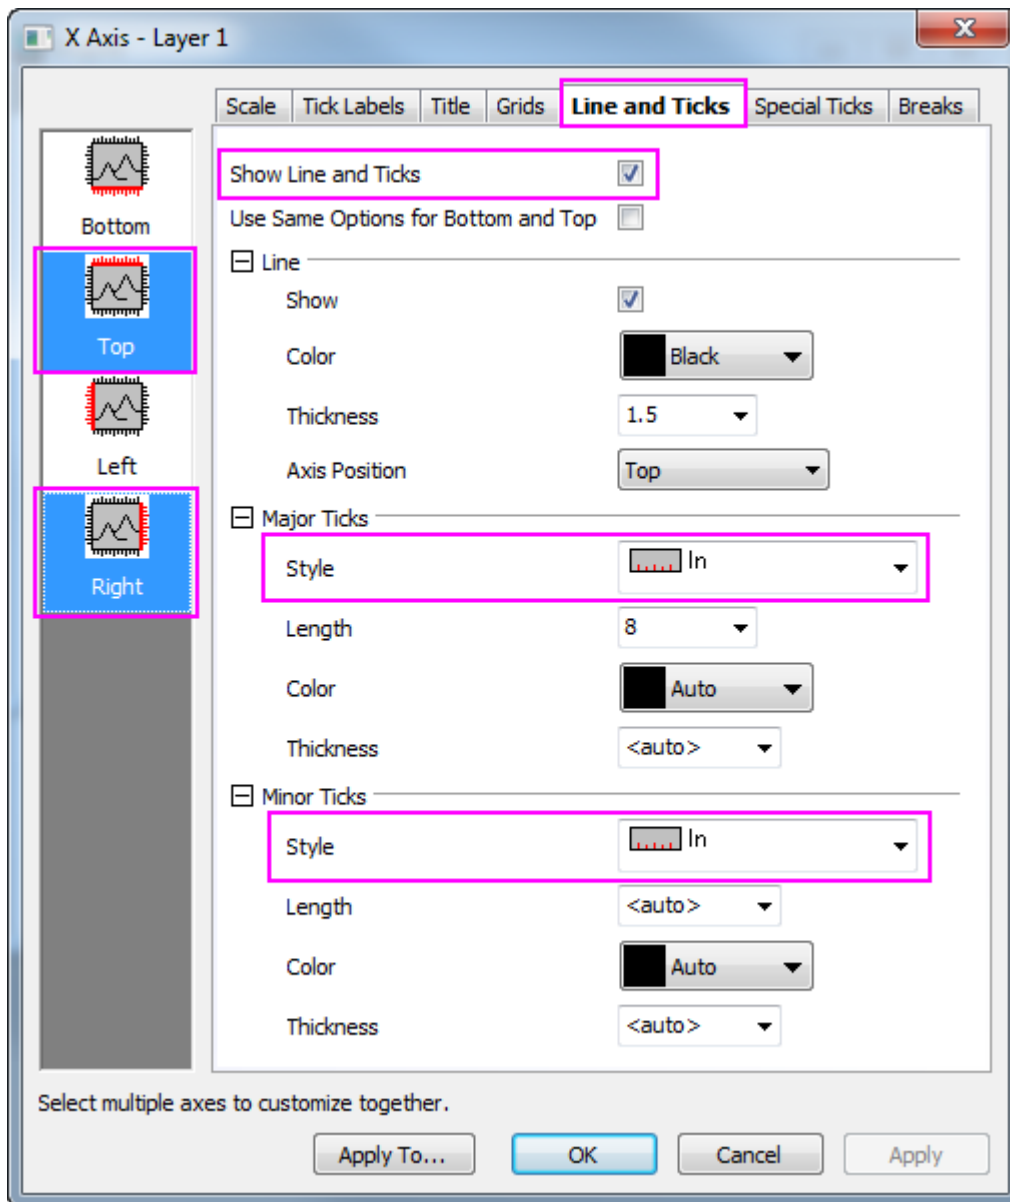 X Axis - Layer 1
Scale Tick Labels Title Grids Line and Ticks Special Ticks Breaks
Bottom
Top
Left
Right
Show Line and Ticks
Use Same Options for Bottom and Top
Line
Show
Color Black
Thickness 1.5
Axis Position Top
Major Ticks
Style In
Length 8
Color Auto
Thickness <auto>
Minor Ticks
Style In
Length <auto>
Color Auto
Thickness <auto>
Select multiple axes to customize together.
Apply To... OK Cancel Apply